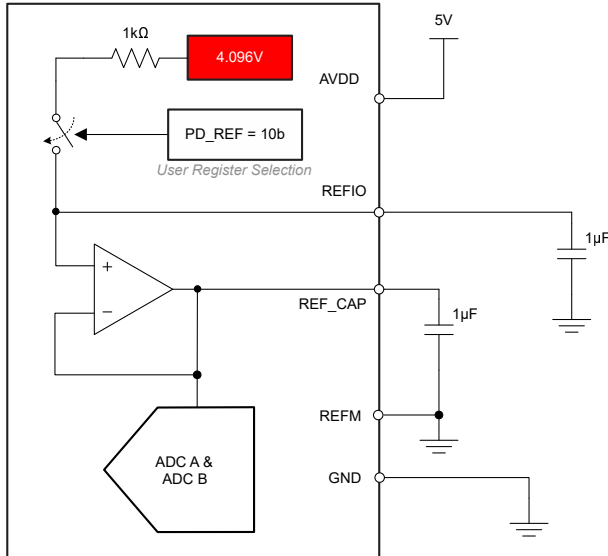 5V
1kΩ
4.096V
AVDD
PD_REF = 10b
User Register Selection
REFIO
1µF
+
−
REF_CAP
1µF
REFM
ADC A &
ADC B
GND